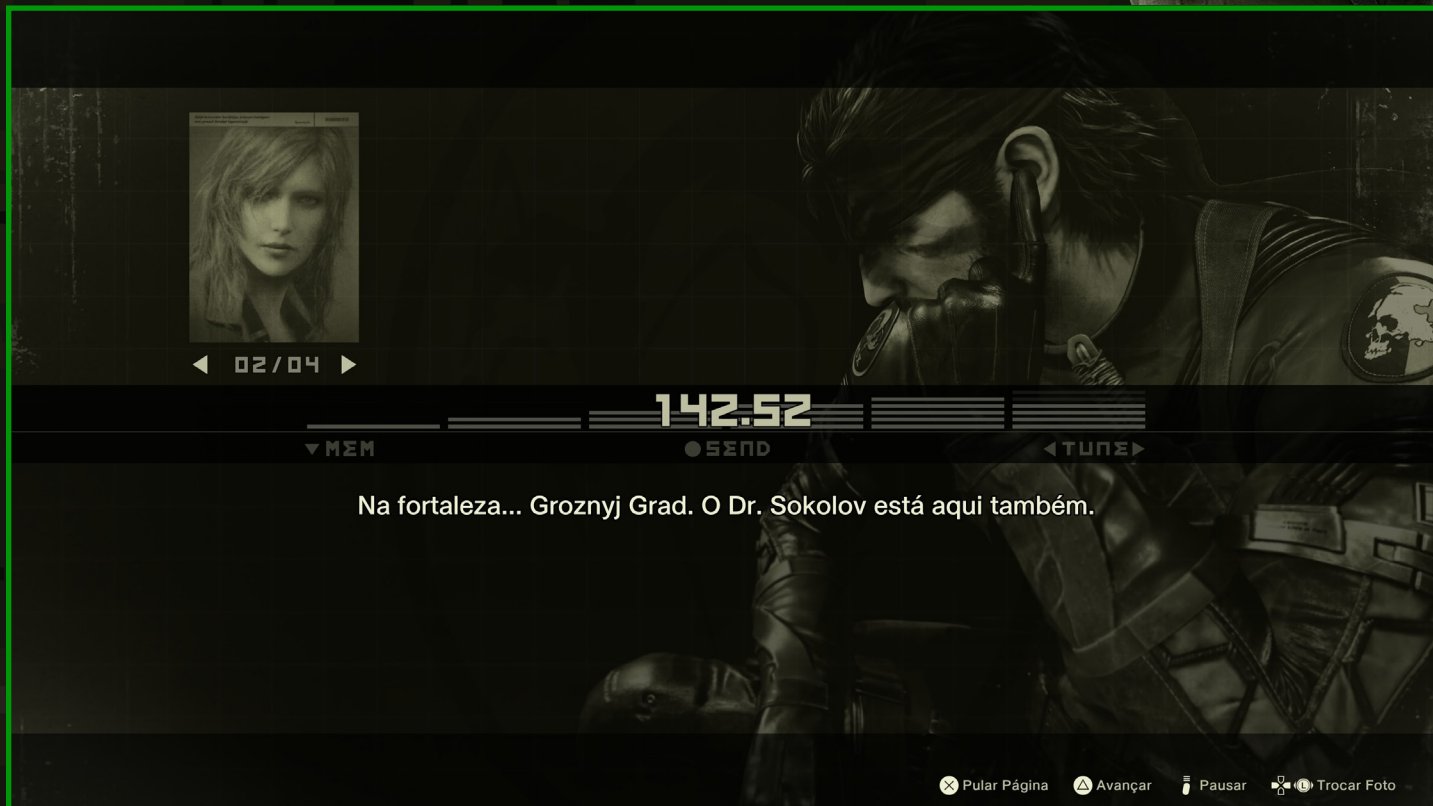 02/04
142.52
MEM
SEND
TUNE
Na fortaleza... Groznyj Grad. O Dr. Sokolov está aqui também.
Pular Página Avançar Pausar L Trocar Foto